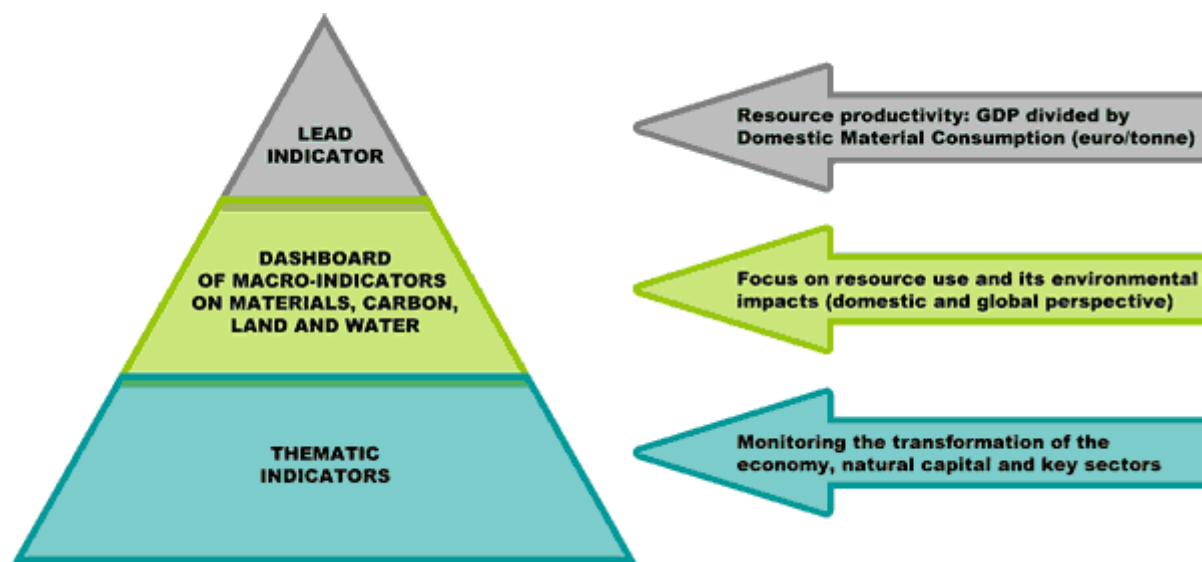 LEAD
INDICATOR
Resource productivity: GDP divided by
Domestic Material Consumption (euro/tonne)
DASHBOARD
OF MACRO-INDICATORS
ON MATERIALS, CARBON,
LAND AND WATER
Focus on resource use and its environmental
impacts (domestic and global perspective)
THEMATIC
INDICATORS
Monitoring the transformation of the
economy, natural capital and key sectors